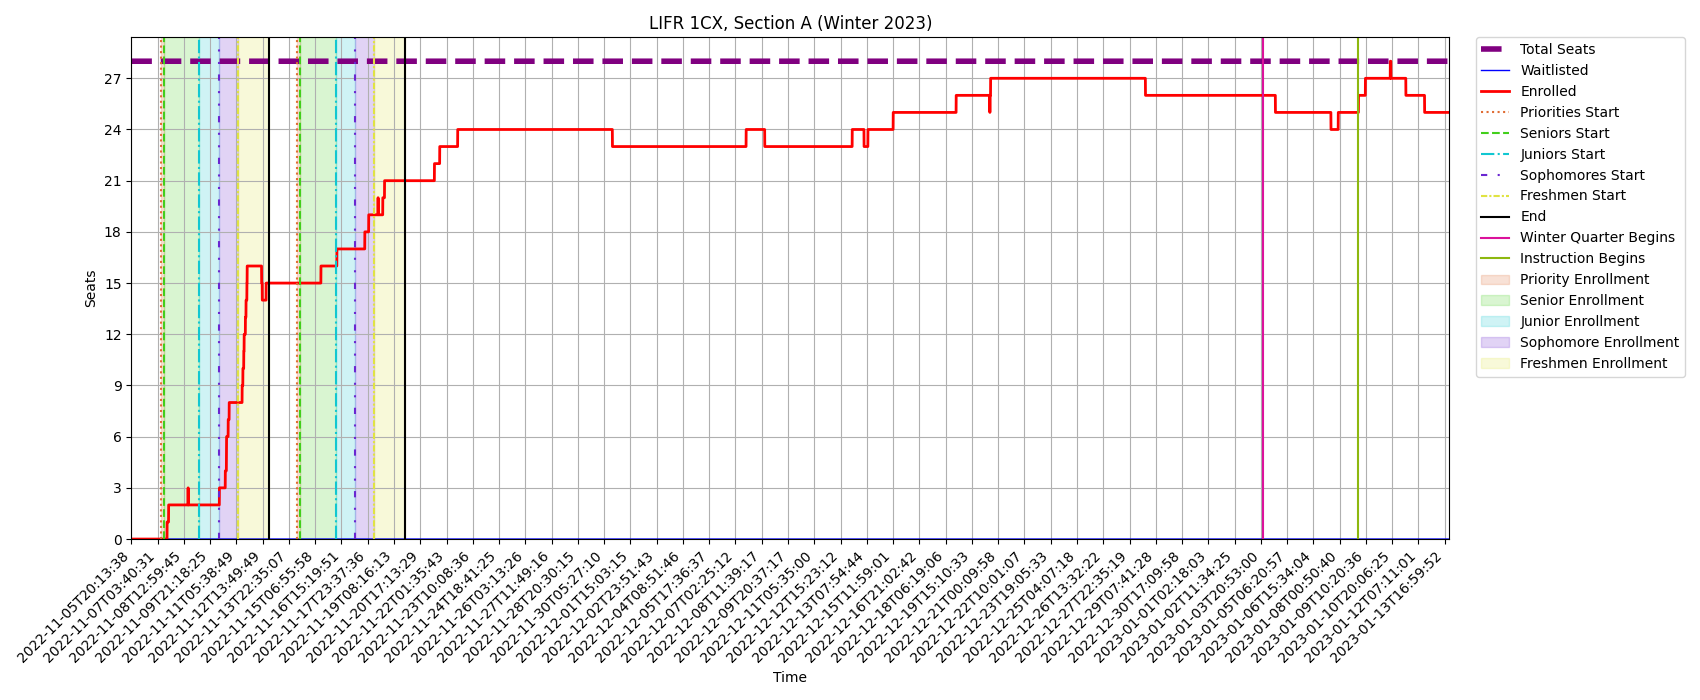 LIFR 1CX, Section A (Winter 2023)
Seats
27
24
21
18
15
12
9
6
3
0
2022-11-05T20:13:38
2022-11-07T03:40:31
2022-11-08T12:59:45
2022-11-09T21:18:25
2022-11-11T05:38:49
2022-11-12T13:49:49
2022-11-13T22:35:07
2022-11-15T06:55:58
2022-11-16T15:19:51
2022-11-17T23:37:36
2022-11-19T08:16:13
2022-11-20T17:13:29
2022-11-22T01:35:43
2022-11-23T10:08:36
2022-11-24T18:41:25
2022-11-26T03:13:26
2022-11-27T11:49:16
2022-11-28T20:30:15
2022-11-30T05:27:10
2022-12-01T15:03:15
2022-12-02T23:51:43
2022-12-04T08:51:46
2022-12-05T17:36:37
2022-12-07T02:25:12
2022-12-08T11:39:17
2022-12-09T20:37:17
2022-12-11T05:35:00
2022-12-12T15:23:12
2022-12-13T07:54:44
2022-12-15T11:59:01
2022-12-16T21:02:42
2022-12-18T06:19:06
2022-12-19T15:10:33
2022-12-21T00:09:58
2022-12-22T10:01:07
2022-12-23T19:05:33
2022-12-25T04:07:18
2022-12-26T13:32:22
2022-12-27T22:35:19
2022-12-29T07:41:28
2022-12-30T17:09:58
2023-01-01T02:18:03
2023-01-02T11:34:25
2023-01-03T20:53:00
2023-01-05T06:20:57
2023-01-06T15:34:04
2023-01-08T00:50:40
2023-01-09T10:20:36
2023-01-10T20:06:25
2023-01-12T07:11:01
2023-01-13T16:59:52
Time
Total Seats
Waitlisted
Enrolled
Priorities Start
Seniors Start
Juniors Start
Sophomores Start
Freshmen Start
End
Winter Quarter Begins
Instruction Begins
Priority Enrollment
Senior Enrollment
Junior Enrollment
Sophomore Enrollment
Freshmen Enrollment